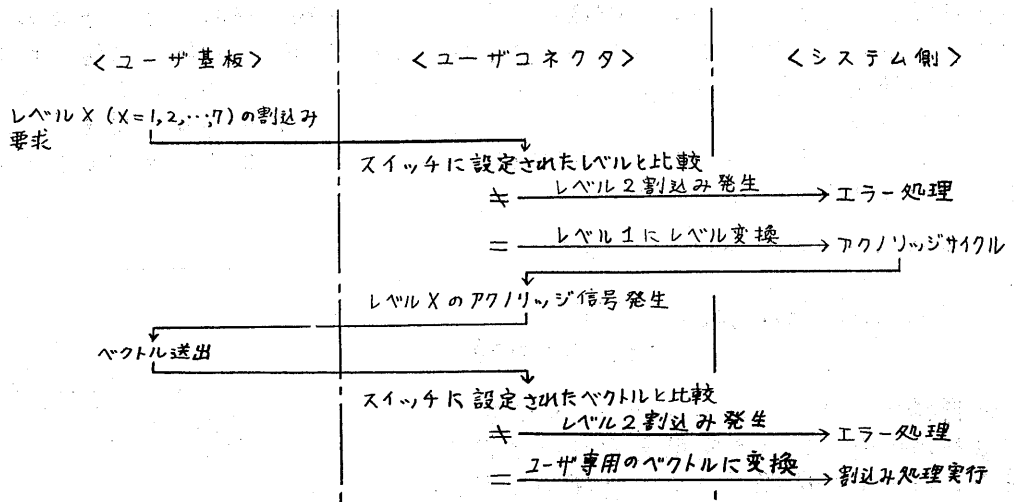 <ユーザ基板>
<ユーザコネクタ>
<システム側>
レベルX (X=1,2,…,7)の割込み
要求
スイッチに設定されたレベルと比較
≠ レベル2割込み発生 エラー処理
= レベル1にレベル変換 アクノリッジサイクル
レベルXのアクノリッジ信号発生
ベクトル送出
スイッチに設定されたベクトルと比較
≠ レベル2割込み発生 エラー処理
= ユーザ専用のベクトルに変換 割込み処理実行